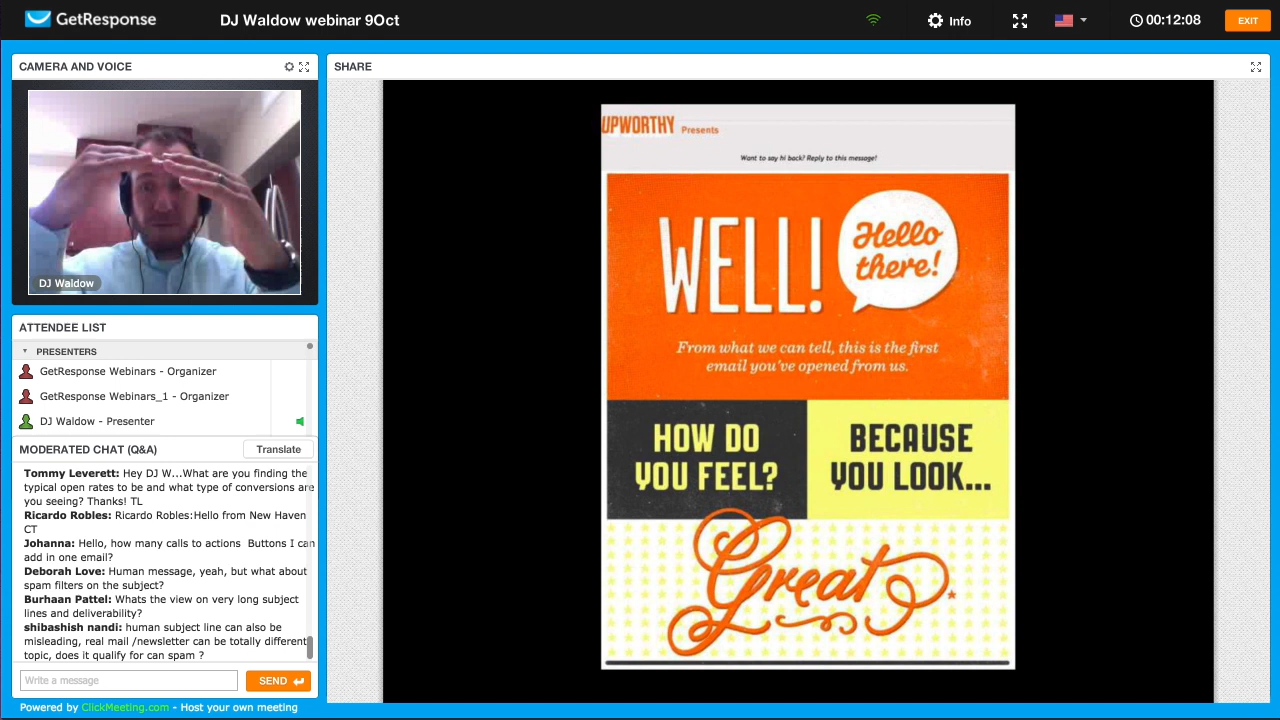 GetResponse
DJ Waldow webinar 9Oct
Info
00:12:08
EXIT
CAMERA AND VOICE
DJ Waldow
ATTENDEE LIST
PRESENTERS
GetResponse Webinars - Organizer
GetResponse Webinars_1 - Organizer
DJ Waldow - Presenter
MODERATED CHAT (Q&A)
Translate
Tommy Leverett: Hey DJ W...What are you finding the
typical open rates to be and what type of conversions are
you seeing? Thanks! TL
Ricardo Robles: Ricardo Robles:Hello from New Haven
CT
Johanna: Hello, how many calls to actions  Buttons I can
add in one email?
Deborah Love: Human message, yeah, but what about
spam filters on the subject?
Burhaan Pattel: Whats the view on very long subject
lines and deliverability?
shibashish nandi: human subject line can also be
misleading, real mail /newsletter can be totally different
topic, does it qualify for can spam ?
Write a message
SEND
Powered by ClickMeeting.com - Host your own meeting
SHARE
UPWORTHY Presents
Want to say hi back? Reply to this message!
WELL!
Hello
there!
From what we can tell, this is the first
email you've opened from us.
HOW DO
YOU FEEL?
BECAUSE
YOU LOOK...
Great